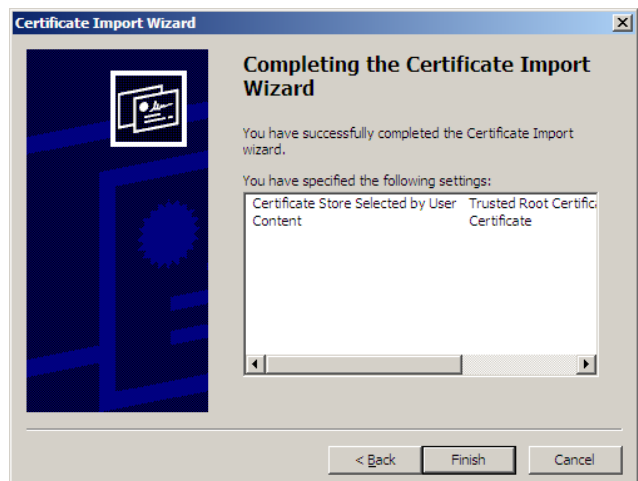 Certificate Import Wizard
Completing the Certificate Import
Wizard
You have successfully completed the Certificate Import
wizard.
You have specified the following settings:
Certificate Store Selected by User Trusted Root Certific
Content Certificate
< Back Finish Cancel